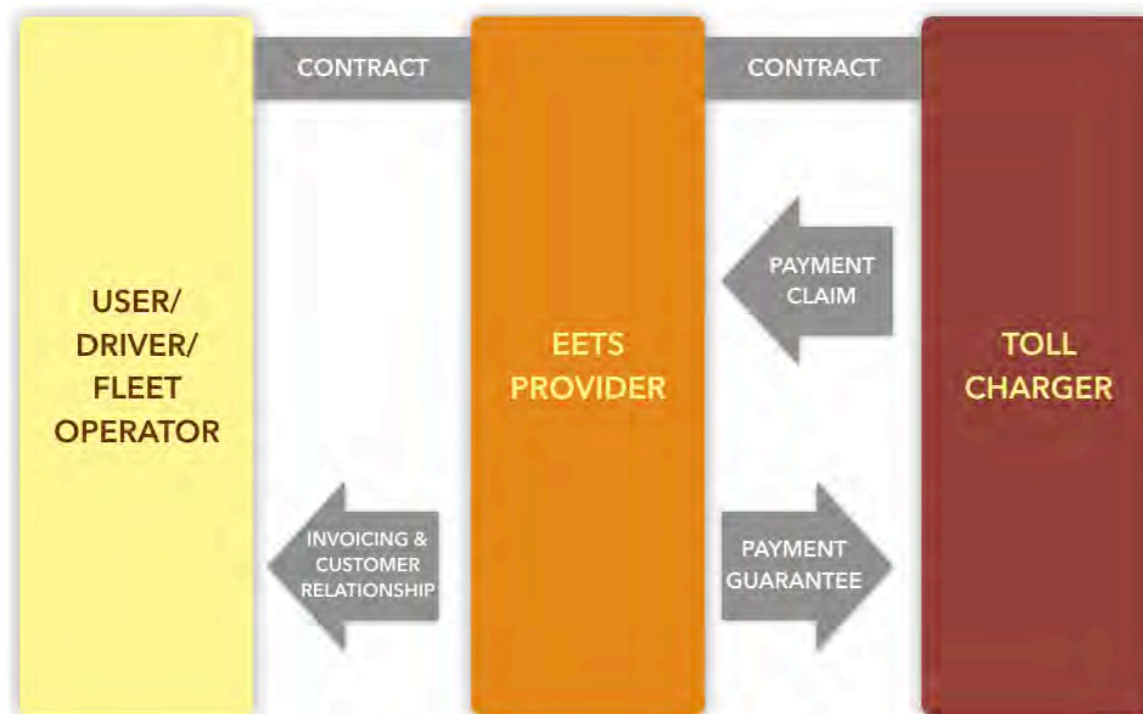 CONTRACT
CONTRACT
PAYMENT
CLAIM
USER/
DRIVER/
FLEET
OPERATOR
EETS
PROVIDER
TOLL
CHARGER
INVOICING &
CUSTOMER
RELATIONSHIP
PAYMENT
GUARANTEE